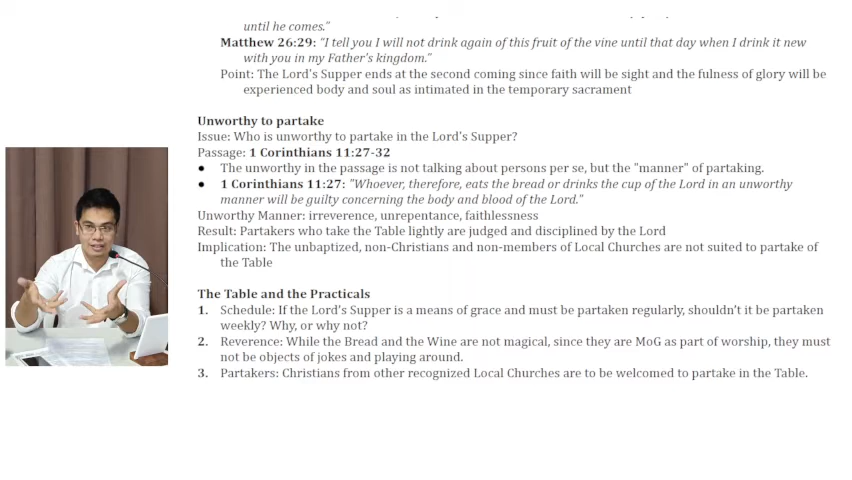 until he comes."
Matthew 26:29: "I tell you I will not drink again of this fruit of the vine until that day when I drink it new
with you in my Father's kingdom."
Point: The Lord's Supper ends at the second coming since faith will be sight and the fulness of glory will be
experienced body and soul as intimated in the temporary sacrament
Unworthy to partake
Issue: Who is unworthy to partake in the Lord's Supper?
Passage: 1 Corinthians 11:27-32
● The unworthy in the passage is not talking about persons per se, but the "manner" of partaking.
● 1 Corinthians 11:27: "Whoever, therefore, eats the bread or drinks the cup of the Lord in an unworthy
manner will be guilty concerning the body and blood of the Lord."
Unworthy Manner: irreverence, unrepentance, faithlessness
Result: Partakers who take the Table lightly are judged and disciplined by the Lord
Implication: The unbaptized, non-Christians and non-members of Local Churches are not suited to partake of
the Table
The Table and the Practicals
1. Schedule: If the Lord's Supper is a means of grace and must be partaken regularly, shouldn't it be partaken
weekly? Why, or why not?
2. Reverence: While the Bread and the Wine are not magical, since they are MoG as part of worship, they must
not be objects of jokes and playing around.
3. Partakers: Christians from other recognized Local Churches are to be welcomed to partake in the Table.